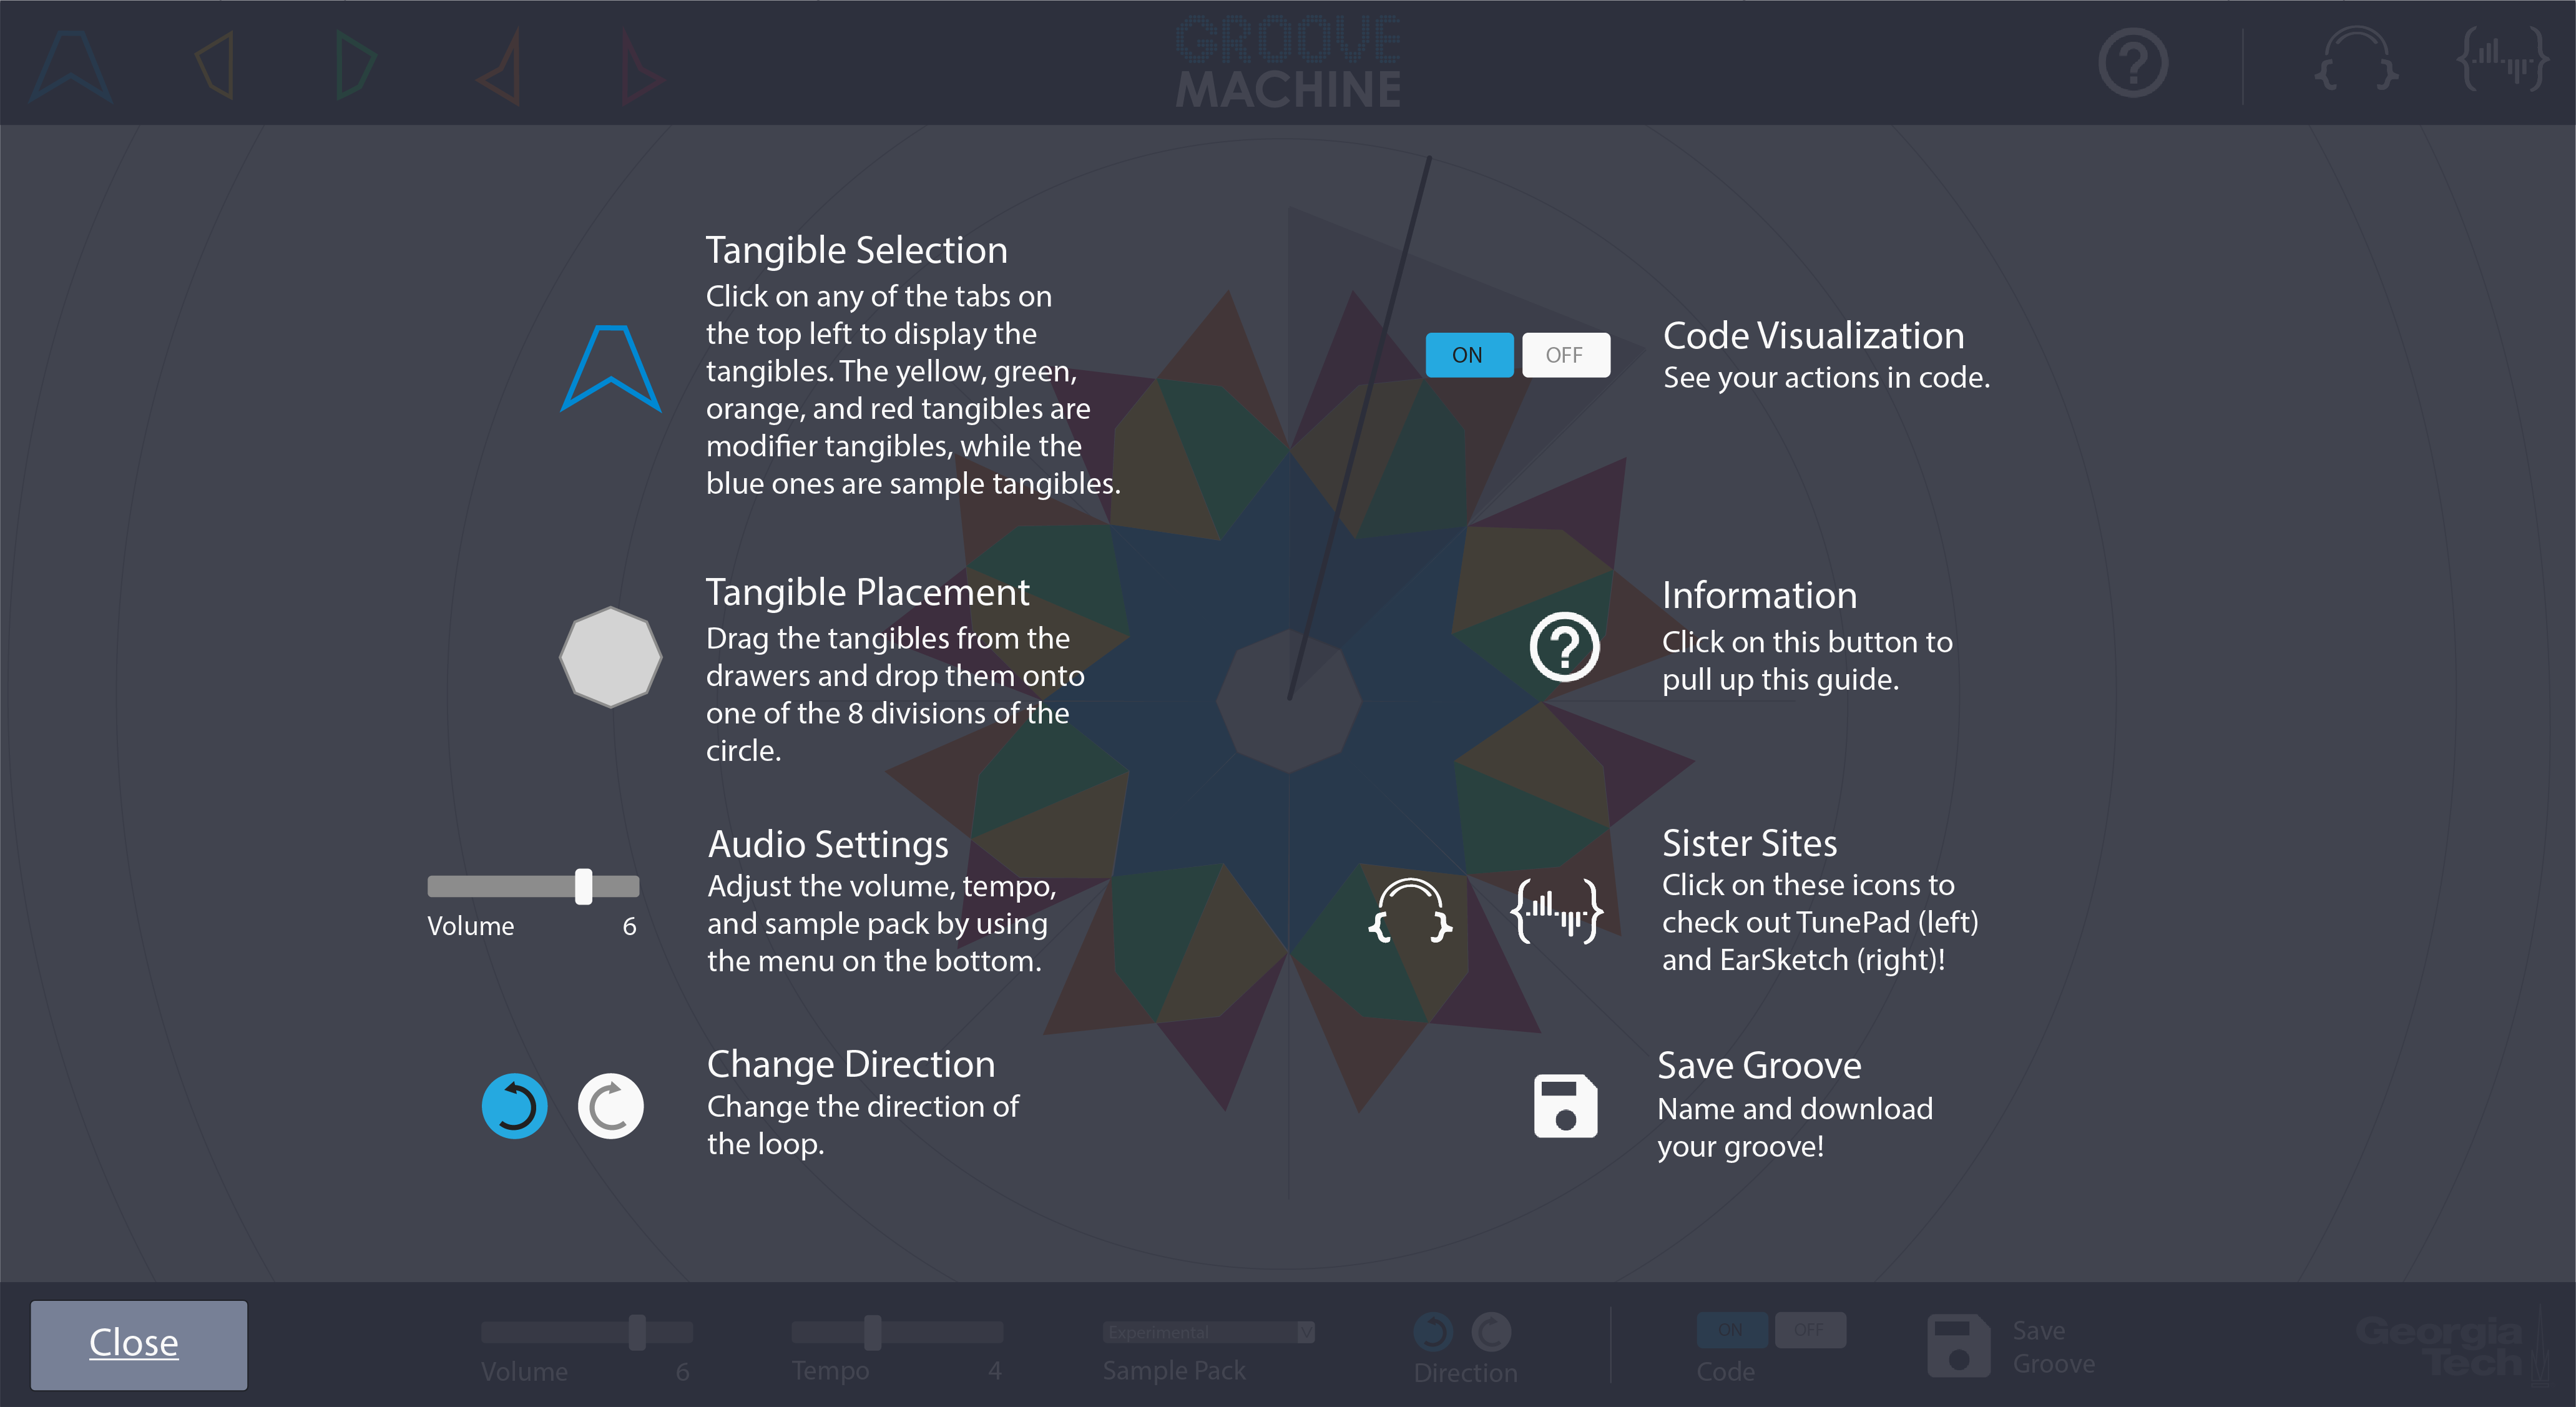 GROOVE
MACHINE
Tangible Selection
Click on any of the tabs on
the top left to display the
tangibles. The yellow, green,
orange, and red tangibles are
modifier tangibles, while the
blue ones are sample tangibles.
Tangible Placement
Drag the tangibles from the
drawers and drop them onto
one of the 8 divisions of the
circle.
Volume 6
Audio Settings
Adjust the volume, tempo,
and sample pack by using
the menu on the bottom.
Change Direction
Change the direction of
the loop.
ON OFF
Code Visualization
See your actions in code.
?
Information
Click on this button to
pull up this guide.
Sister Sites
Click on these icons to
check out TunePad (left)
and EarSketch (right)!
Save Groove
Name and download
your groove!
Close
Volume 6
Tempo 4
Experimental
Sample Pack
Direction
ON OFF
Code
Save
Groove
Georgia
Tech